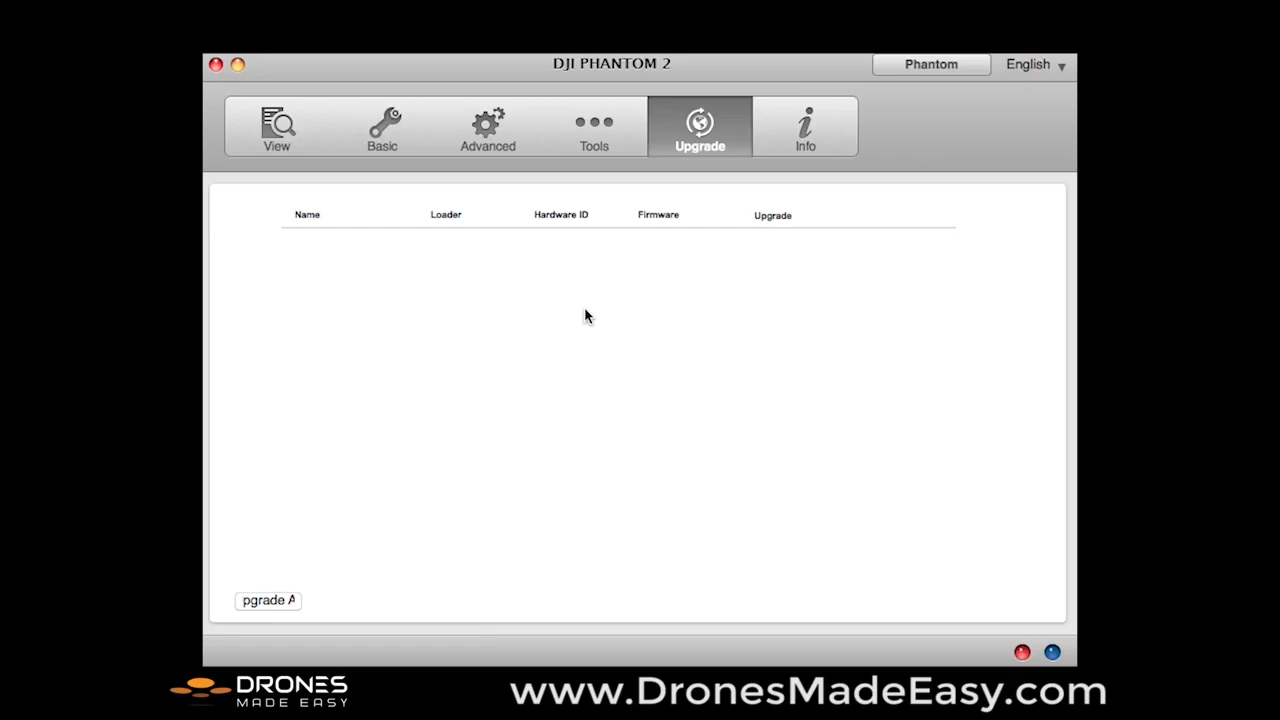 DJI PHANTOM 2
Phantom
English
View
Basic
Advanced
Tools
Upgrade
Info
Name Loader Hardware ID Firmware Upgrade
pgrade A
DRONES
MADE EASY
www.DronesMadeEasy.com